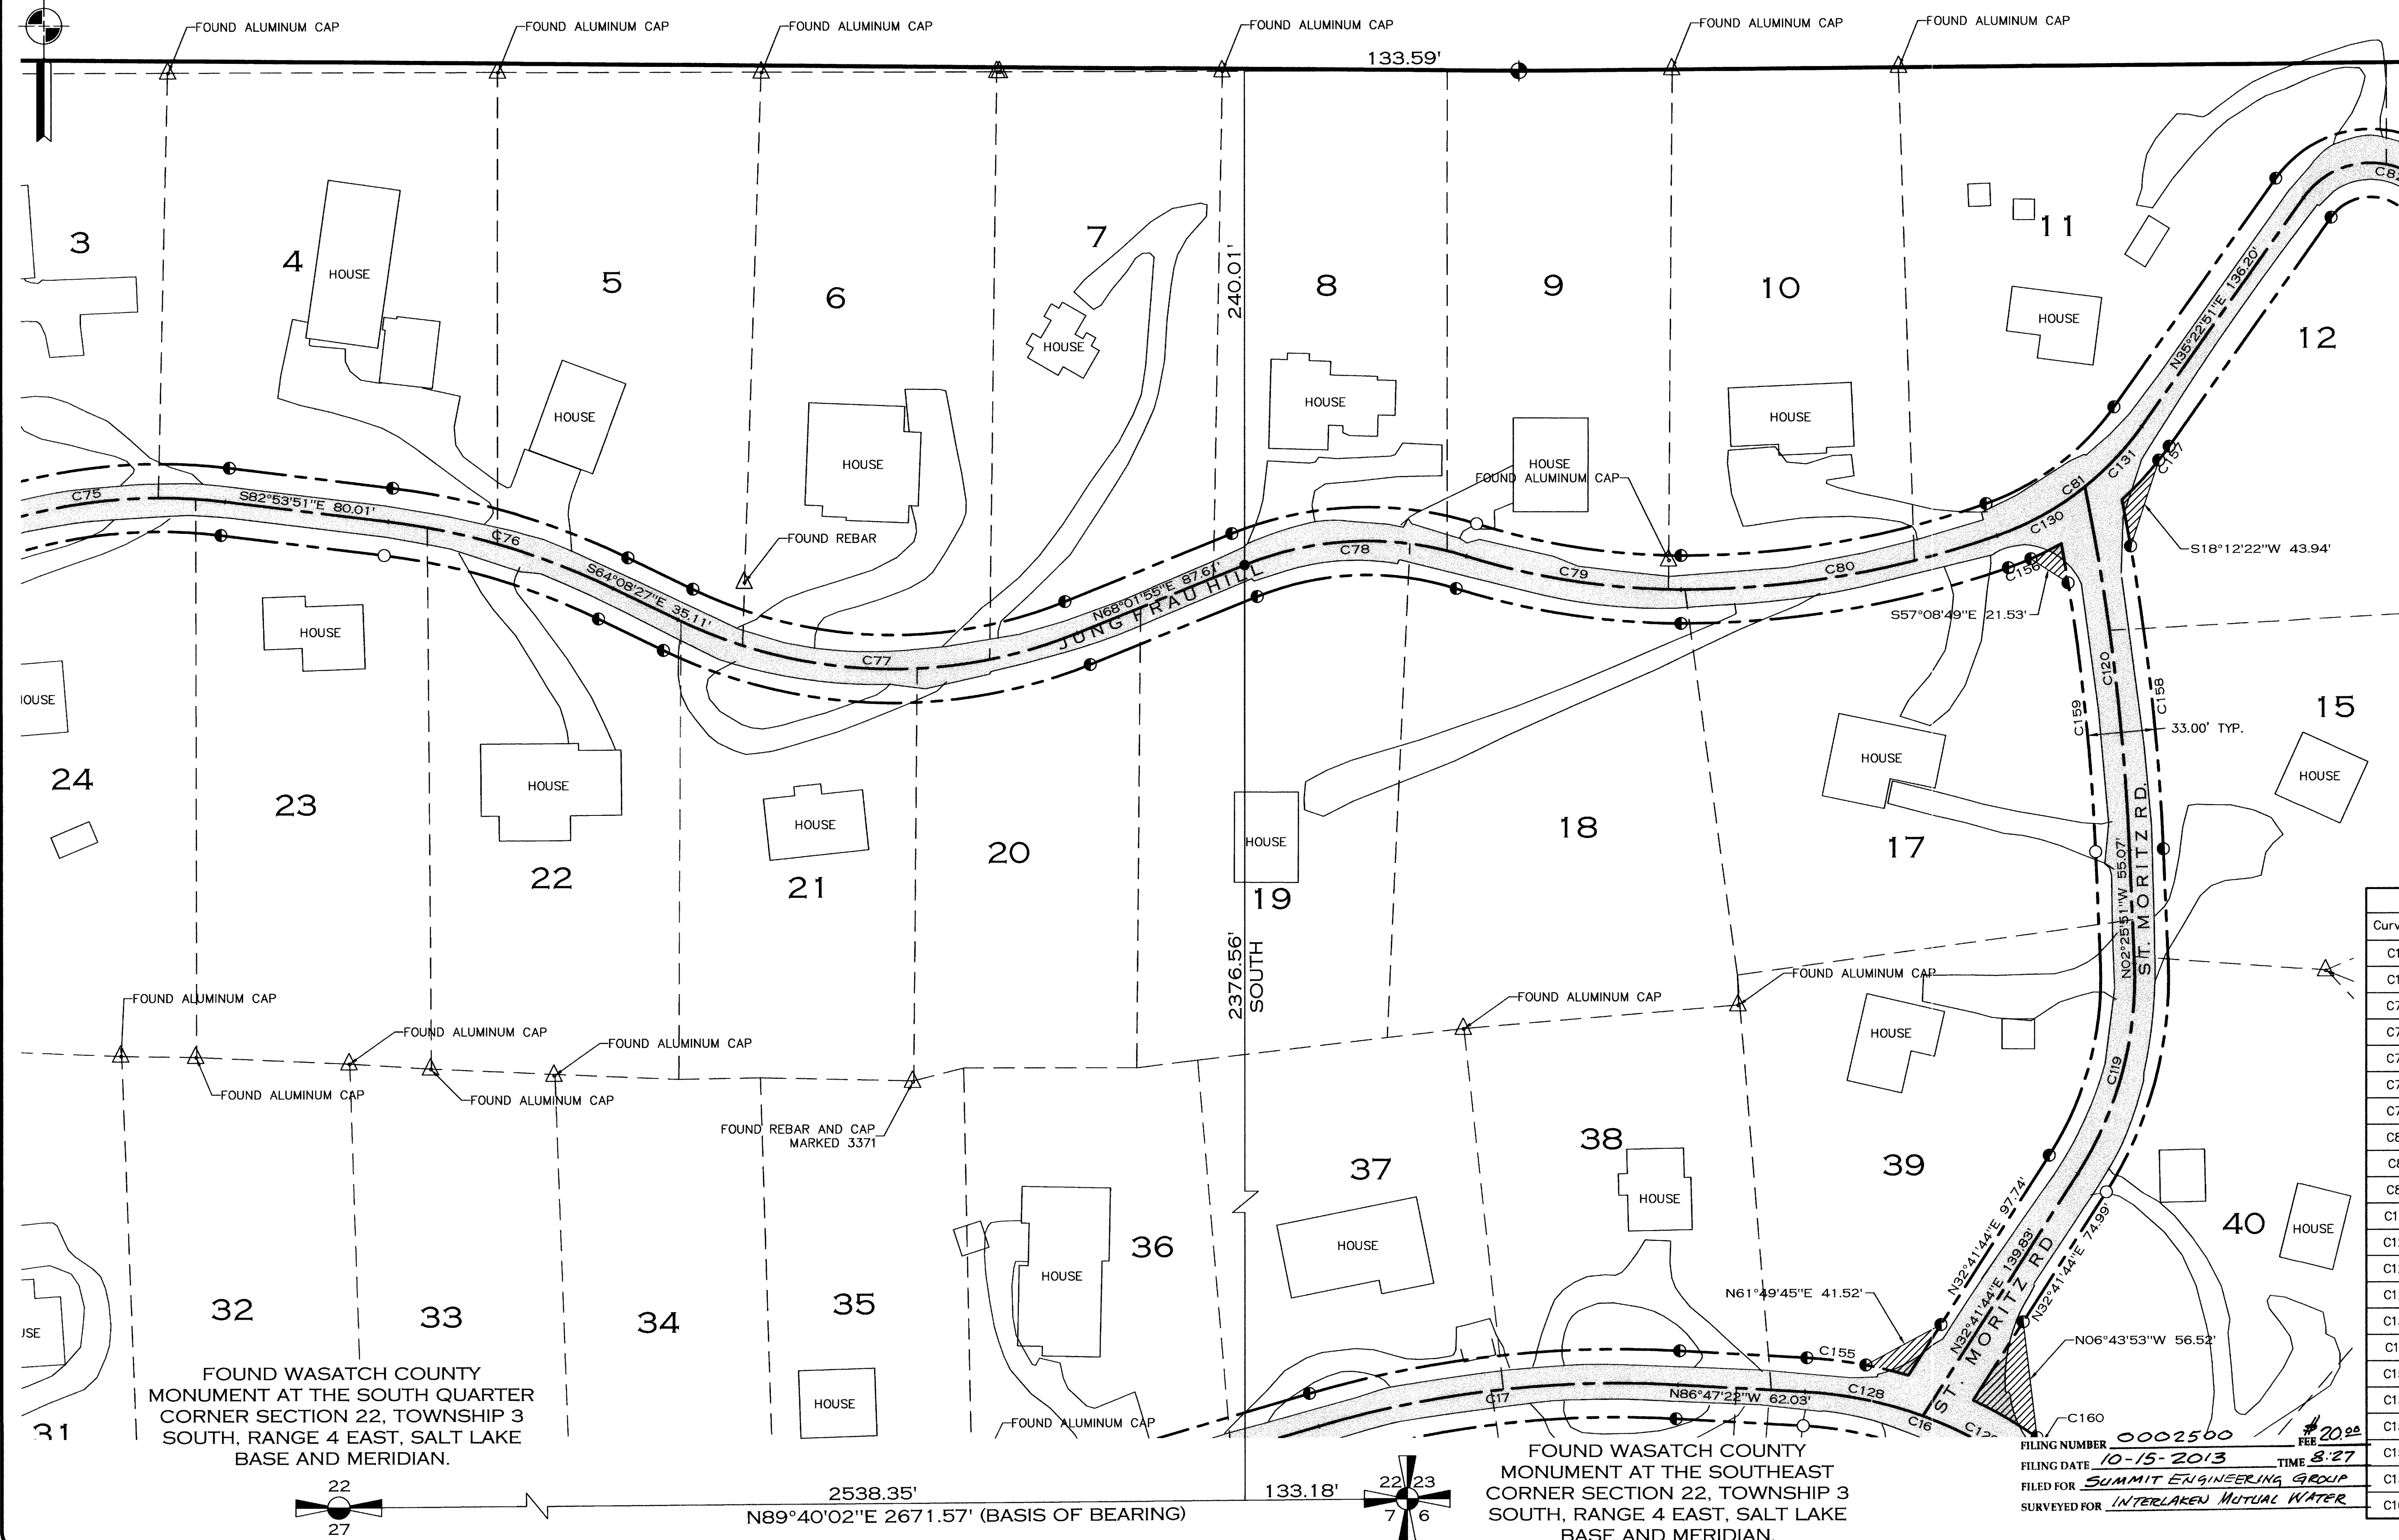 FOUND ALUMINUM CAP
FOUND ALUMINUM CAP
FOUND ALUMINUM CAP
FOUND ALUMINUM CAP
FOUND ALUMINUM CAP
FOUND ALUMINUM CAP
133.59'
3
4
HOUSE
5
HOUSE
6
HOUSE
7
HOUSE
240.01'
8
HOUSE
9
HOUSE
FOUND ALUMINUM CAP
10
HOUSE
11
HOUSE
12
C82
N35°22'51"E 136.20'
C75
S82°53'51"E 80.01'
C76
S64°08'27"E 35.11'
FOUND REBAR
C77
N68°01'55"E 87.61'
JUNGFRAU HILL
C78
C79
C80
C81
C130
C131
C157
C156
S18°12'22"W 43.94'
S57°08'49"E 21.53'
HOUSE
HOUSE
24
23
HOUSE
22
HOUSE
21
20
HOUSE
19
18
HOUSE
17
C120
C159
C158
33.00' TYP.
15
HOUSE
N02°25'51"W 55.07'
ST. MORITZ RD.
2376.56'
SOUTH
FOUND ALUMINUM CAP
FOUND ALUMINUM CAP
FOUND ALUMINUM CAP
FOUND ALUMINUM CAP
FOUND ALUMINUM CAP
FOUND ALUMINUM CAP
FOUND ALUMINUM CAP
FOUND REBAR AND CAP
MARKED 3371
HOUSE
C119
32
33
34
35
HOUSE
36
HOUSE
37
HOUSE
38
HOUSE
39
40
HOUSE
31
N32°41'44"E 97.74'
N32°41'44"E 139.83'
N32°41'44"E 74.99'
ST. MORITZ RD
N61°49'45"E 41.52'
N06°43'53"W 56.52'
C155
C17
N86°47'22"W 62.03'
C128
C16
C160
FOUND ALUMINUM CAP
FOUND WASATCH COUNTY
MONUMENT AT THE SOUTH QUARTER
CORNER SECTION 22, TOWNSHIP 3
SOUTH, RANGE 4 EAST, SALT LAKE
BASE AND MERIDIAN.
22
27
2538.35'
N89°40'02"E 2671.57' (BASIS OF BEARING)
133.18'
22 23
7 6
FOUND WASATCH COUNTY
MONUMENT AT THE SOUTHEAST
CORNER SECTION 22, TOWNSHIP 3
SOUTH, RANGE 4 EAST, SALT LAKE
BASE AND MERIDIAN.
FILING NUMBER 0002500 FEE $20.00
FILING DATE 10-15-2013 TIME 8:27
FILED FOR SUMMIT ENGINEERING GROUP
SURVEYED FOR INTERLAKEN MUTUAL WATER